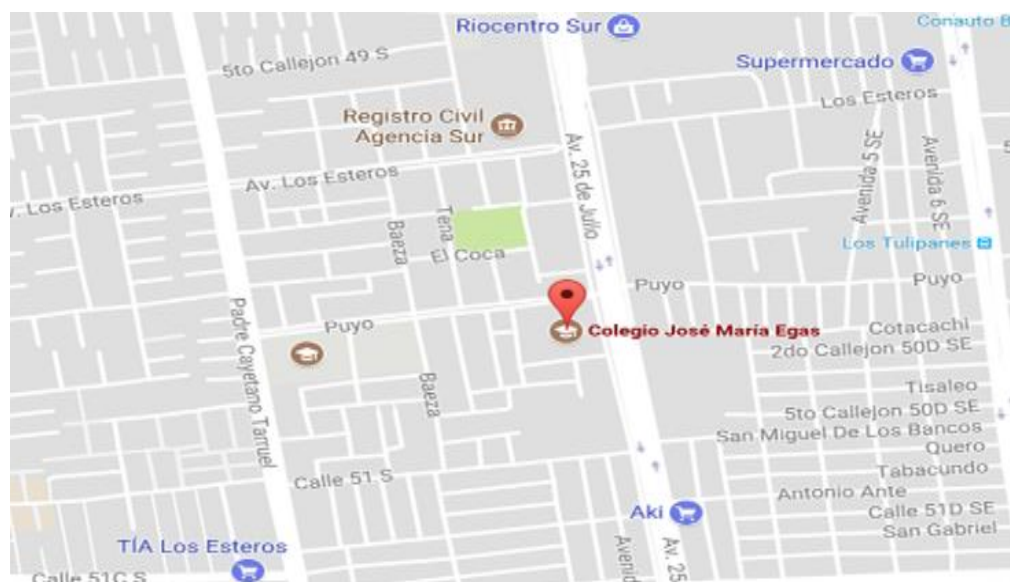 Riocentro Sur
Conauto B
5to Callejon 49 S
Supermercado
Los Esteros
Registro Civil
Agencia Sur
Av. 25 de Julio
Avenida 5 SE
Avenida 6 SE
Av. Los Esteros
v. Los Esteros
Tena
Baeza
El Coca
Los Tulipanes
Puyo
Puyo
Padre Cayetano Tarruel
Puyo
Colegio José María Egas
Cotacachi
2do Callejon 50D SE
Baeza
Tisaleo
5to Callejon 50D SE
San Miguel De Los Bancos
Quero
Calle 51 S
Tabacundo
Antonio Ante
Aki
Calle 51D SE
San Gabriel
TÍA Los Esteros
Avenid
Av. 25
Calle 51C S